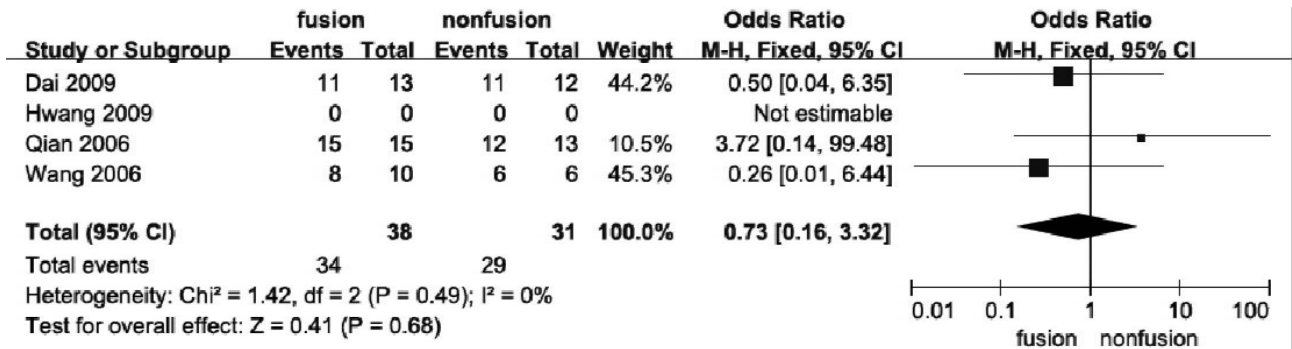 fusion nonfusion Odds Ratio Odds Ratio
Study or Subgroup Events Total Events Total Weight M-H, Fixed, 95% CI M-H, Fixed, 95% CI
Dai 2009 11 13 11 12 44.2% 0.50 [0.04, 6.35]
Hwang 2009 0 0 0 0 Not estimable
Qian 2006 15 15 12 13 10.5% 3.72 [0.14, 99.48]
Wang 2006 8 10 6 6 45.3% 0.26 [0.01, 6.44]
Total (95% CI) 38 31 100.0% 0.73 [0.16, 3.32]
Total events 34 29
Heterogeneity: Chi² = 1.42, df = 2 (P = 0.49); I² = 0%
Test for overall effect: Z = 0.41 (P = 0.68)
0.01 0.1 1 10 100
fusion nonfusion